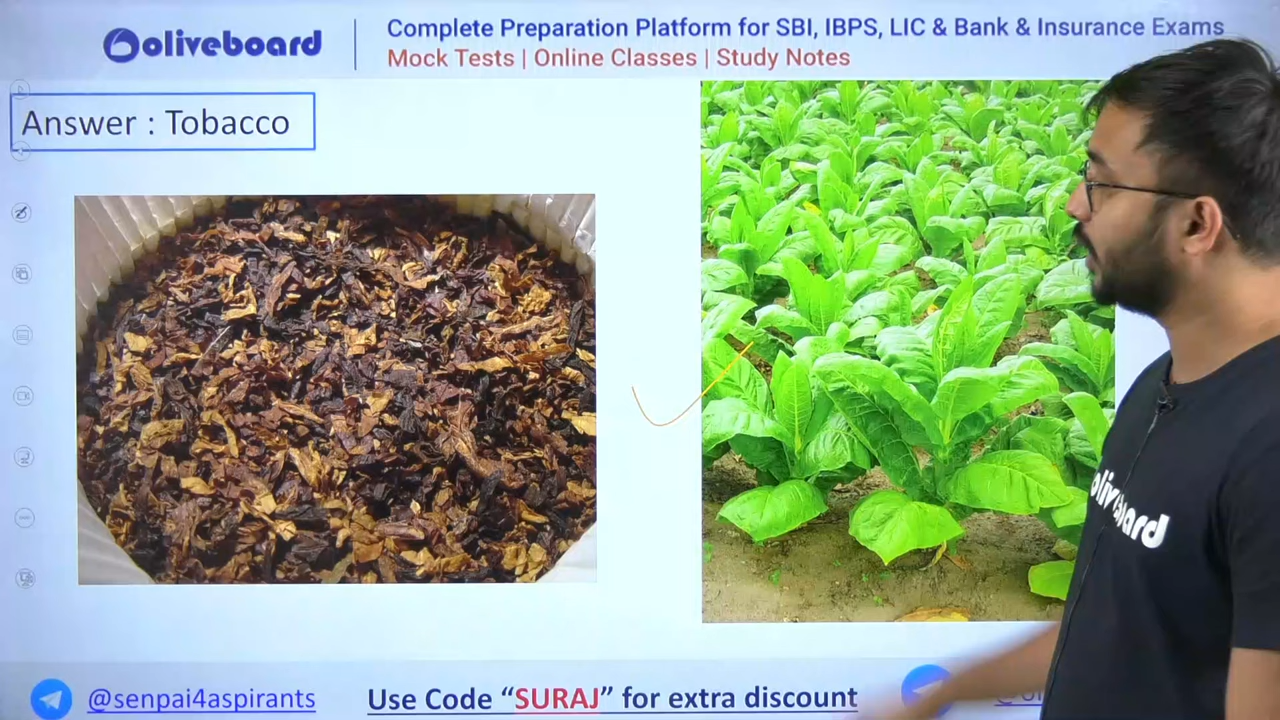 oliveboard
Complete Preparation Platform for SBI, IBPS, LIC & Bank & Insurance Exams
Mock Tests | Online Classes | Study Notes
Answer : Tobacco
oliveboard
@senpai4aspirants
Use Code “SURAJ” for extra discount